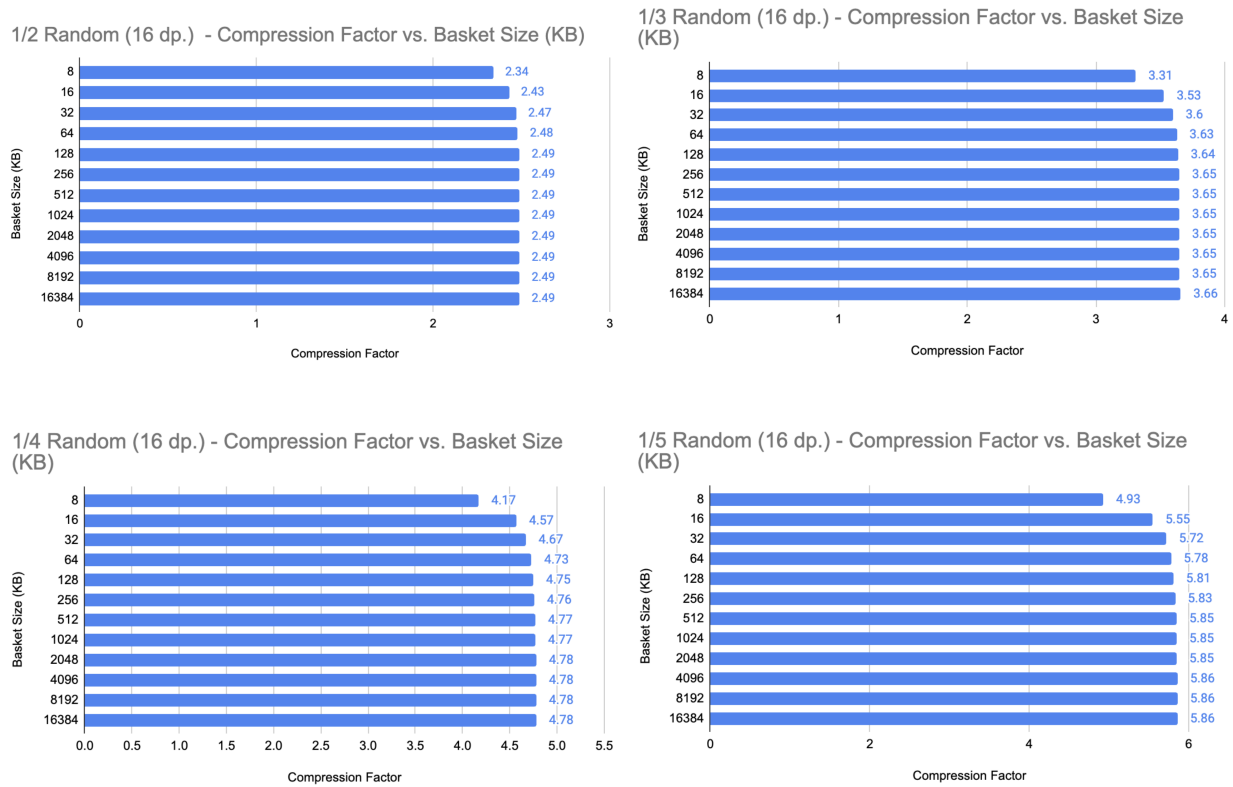 1/2 Random (16 dp.)  - Compression Factor vs. Basket Size (KB)
Basket Size (KB)
8 2.34
16 2.43
32 2.47
64 2.48
128 2.49
256 2.49
512 2.49
1024 2.49
2048 2.49
4096 2.49
8192 2.49
16384 2.49
0 1 2 3
Compression Factor
1/3 Random (16 dp.) - Compression Factor vs. Basket Size
(KB)
Basket Size (KB)
8 3.31
16 3.53
32 3.6
64 3.63
128 3.64
256 3.65
512 3.65
1024 3.65
2048 3.65
4096 3.65
8192 3.65
16384 3.66
0 1 2 3 4
Compression Factor
1/4 Random (16 dp.) - Compression Factor vs. Basket Size
(KB)
Basket Size (KB)
8 4.17
16 4.57
32 4.67
64 4.73
128 4.75
256 4.76
512 4.77
1024 4.77
2048 4.78
4096 4.78
8192 4.78
16384 4.78
0.0 0.5 1.0 1.5 2.0 2.5 3.0 3.5 4.0 4.5 5.0 5.5
Compression Factor
1/5 Random (16 dp.) - Compression Factor vs. Basket Size
(KB)
Basket Size (KB)
8 4.93
16 5.55
32 5.72
64 5.78
128 5.81
256 5.83
512 5.85
1024 5.85
2048 5.85
4096 5.86
8192 5.86
16384 5.86
0 2 4 6
Compression Factor